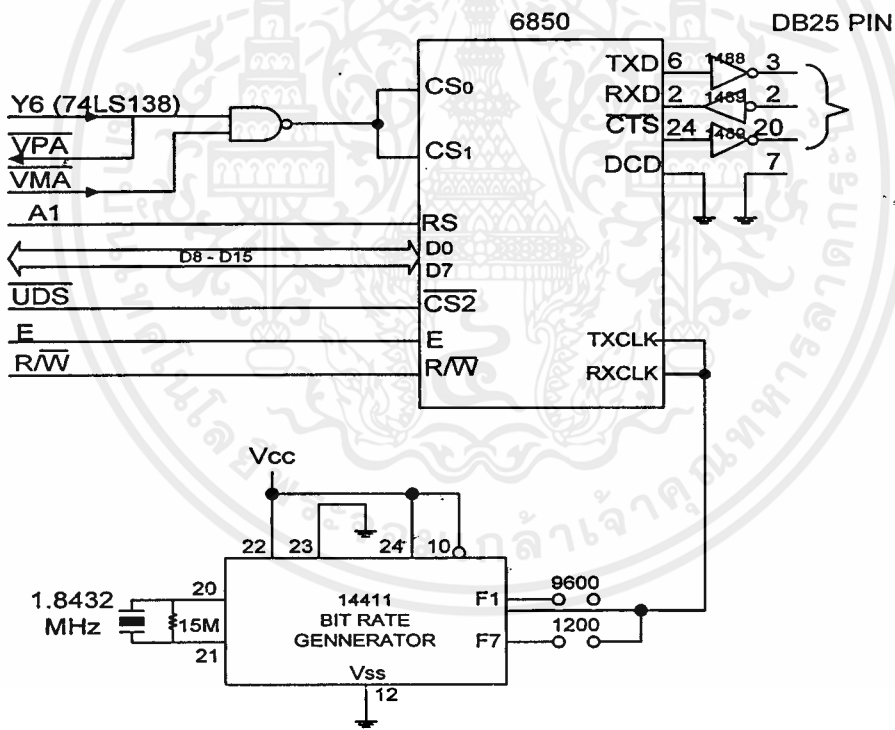 6850
DB25 PIN
Y6 (74LS138)
VPA
VMA
A1
D8 - D15
UDS
E
R/W
CS0
CS1
RS
D0
D7
CS2
E
R/W
TXD
RXD
CTS
DCD
TXCLK
RXCLK
6
2
24
1488
1489
1489
3
2
20
7
Vcc
22
23
24
10
1.8432
MHz
20
15M
21
14411
BIT RATE
GENNERATOR
Vss
12
F1
F7
9600
1200